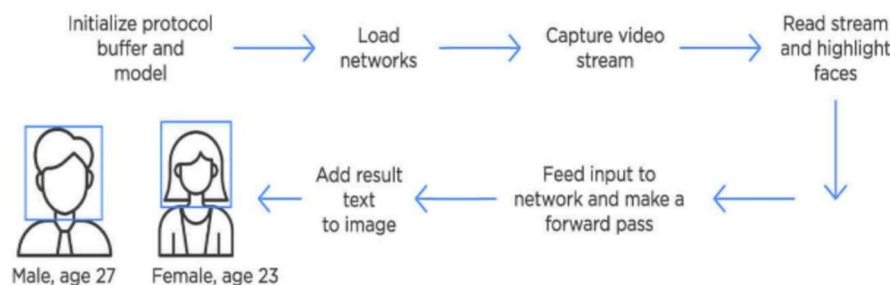 Initialize protocol
buffer and
model
Load
networks
Capture video
stream
Read stream
and highlight
faces
Feed input to
network and make a
forward pass
Add result
text
to image
Male, age 27
Female, age 23